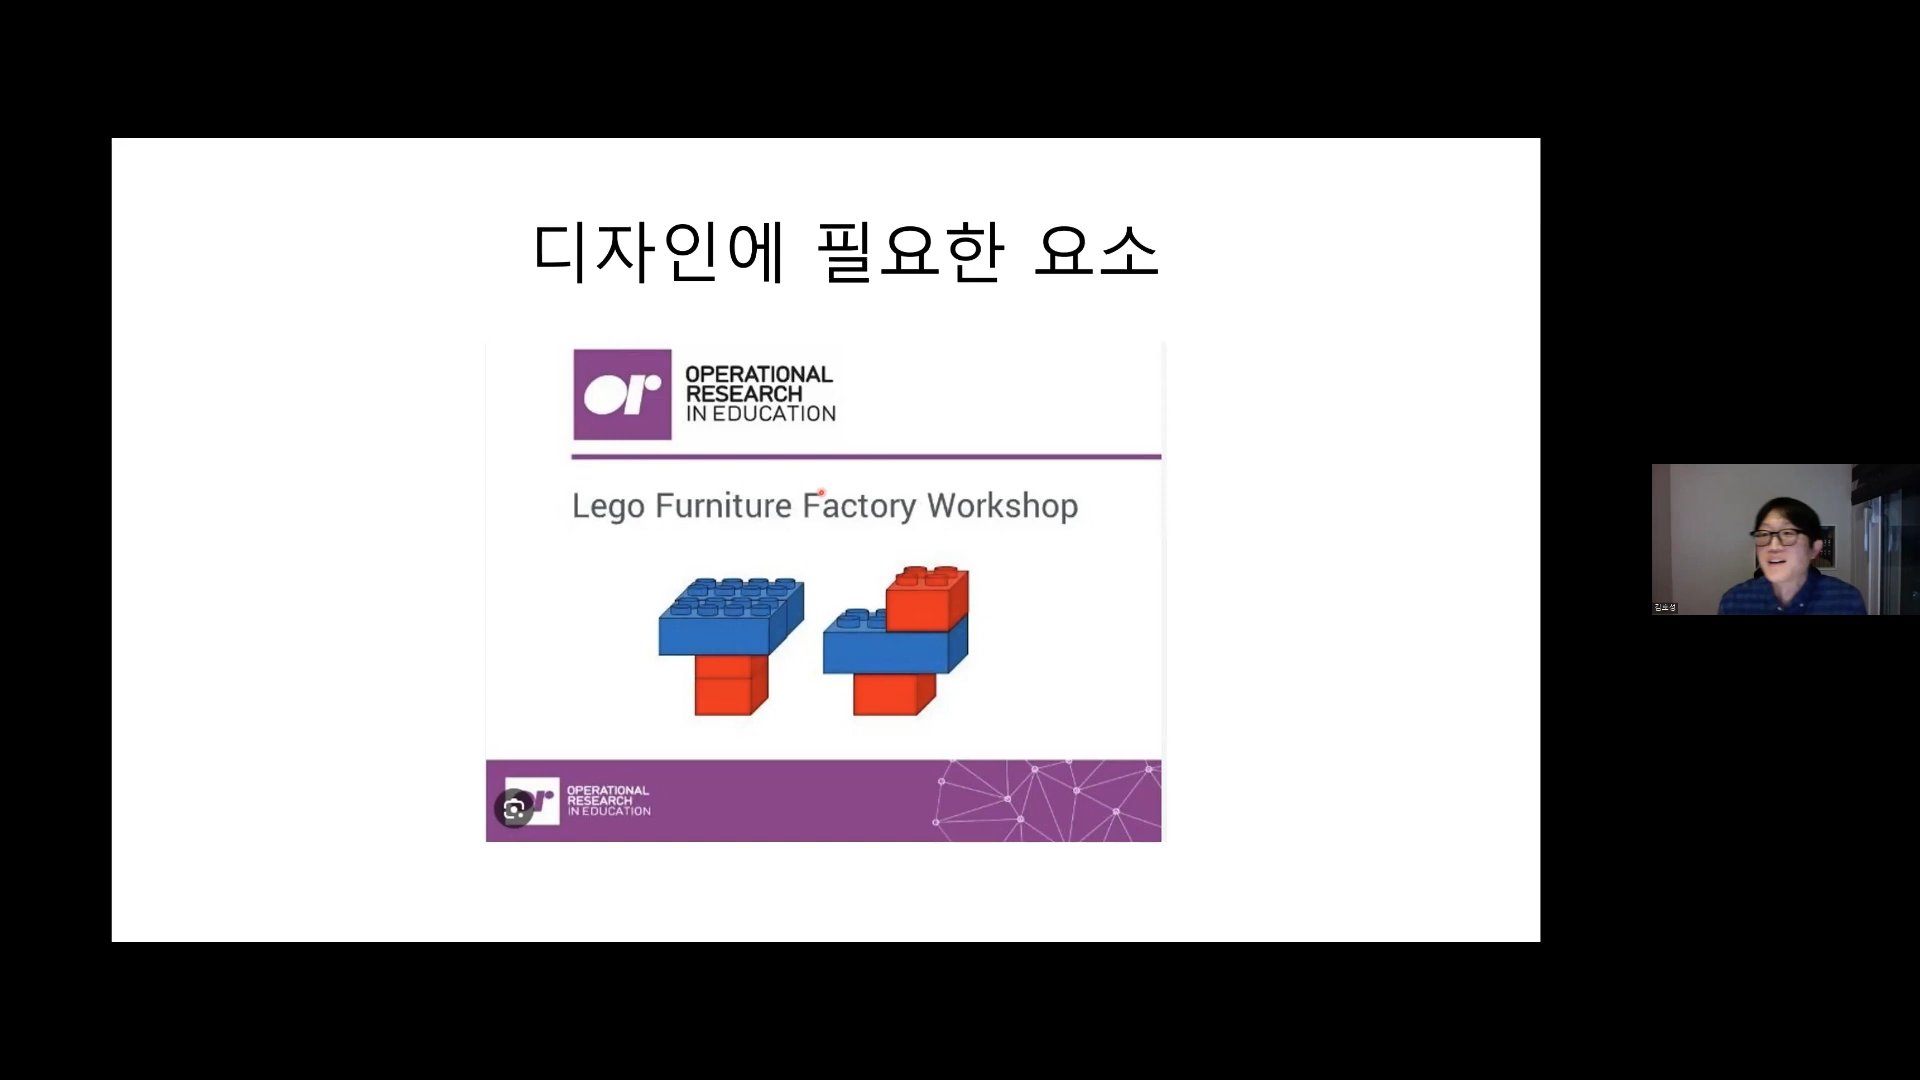 디자인에 필요한 요소
or
OPERATIONAL
RESEARCH
IN EDUCATION
Lego Furniture Factory Workshop
OPERATIONAL
RESEARCH
IN EDUCATION